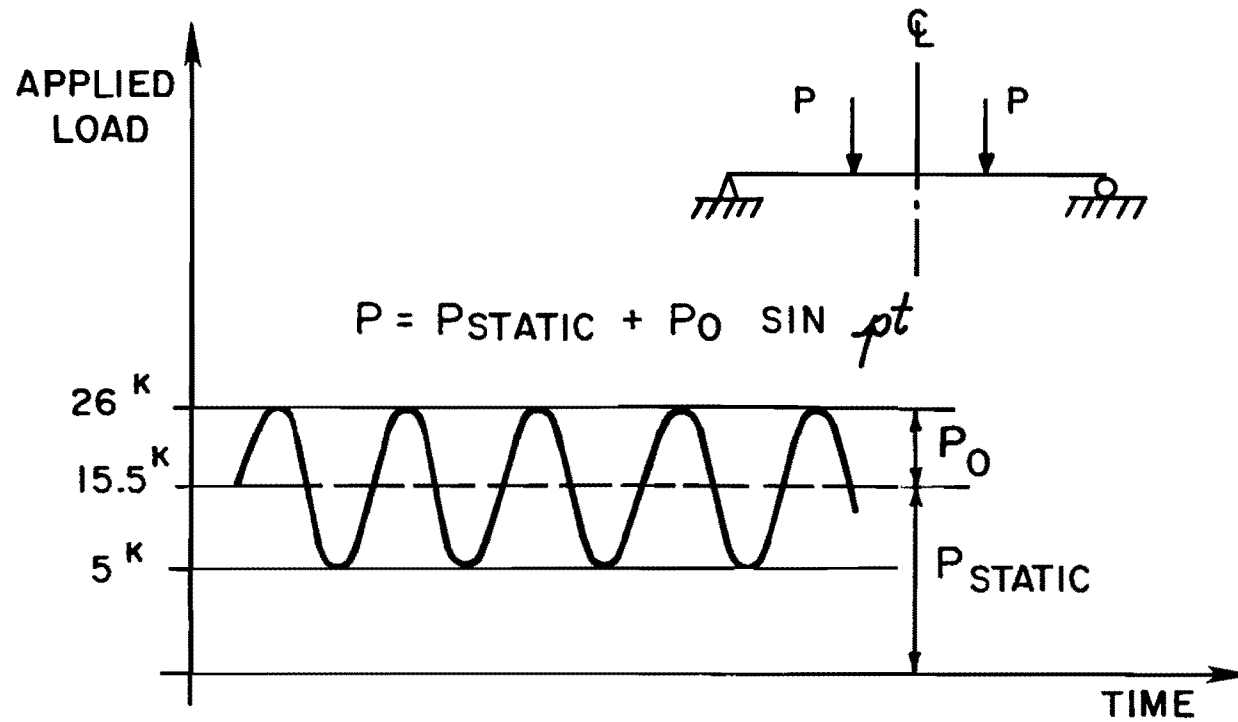 ℄
APPLIED
LOAD
P P
P = PSTATIC + PO SIN pt
26 K
15.5 K
5 K
PO
PSTATIC
TIME